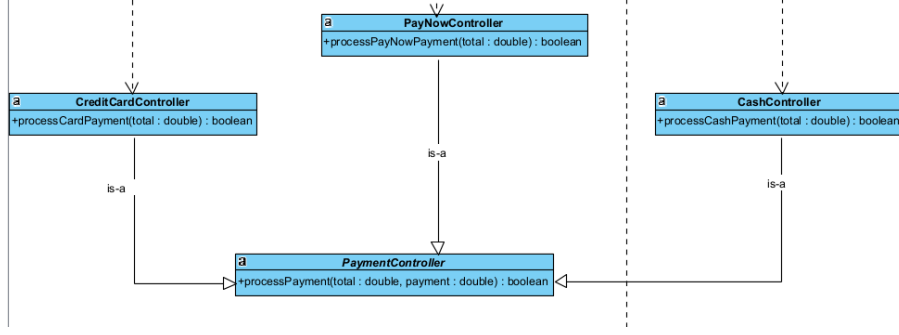 a
PayNowController
+processPayNowPayment(total : double) : boolean
a
CreditCardController
+processCardPayment(total : double) : boolean
a
CashController
+processCashPayment(total : double) : boolean
is-a
is-a
is-a
a
PaymentController
+processPayment(total : double, payment : double) : boolean